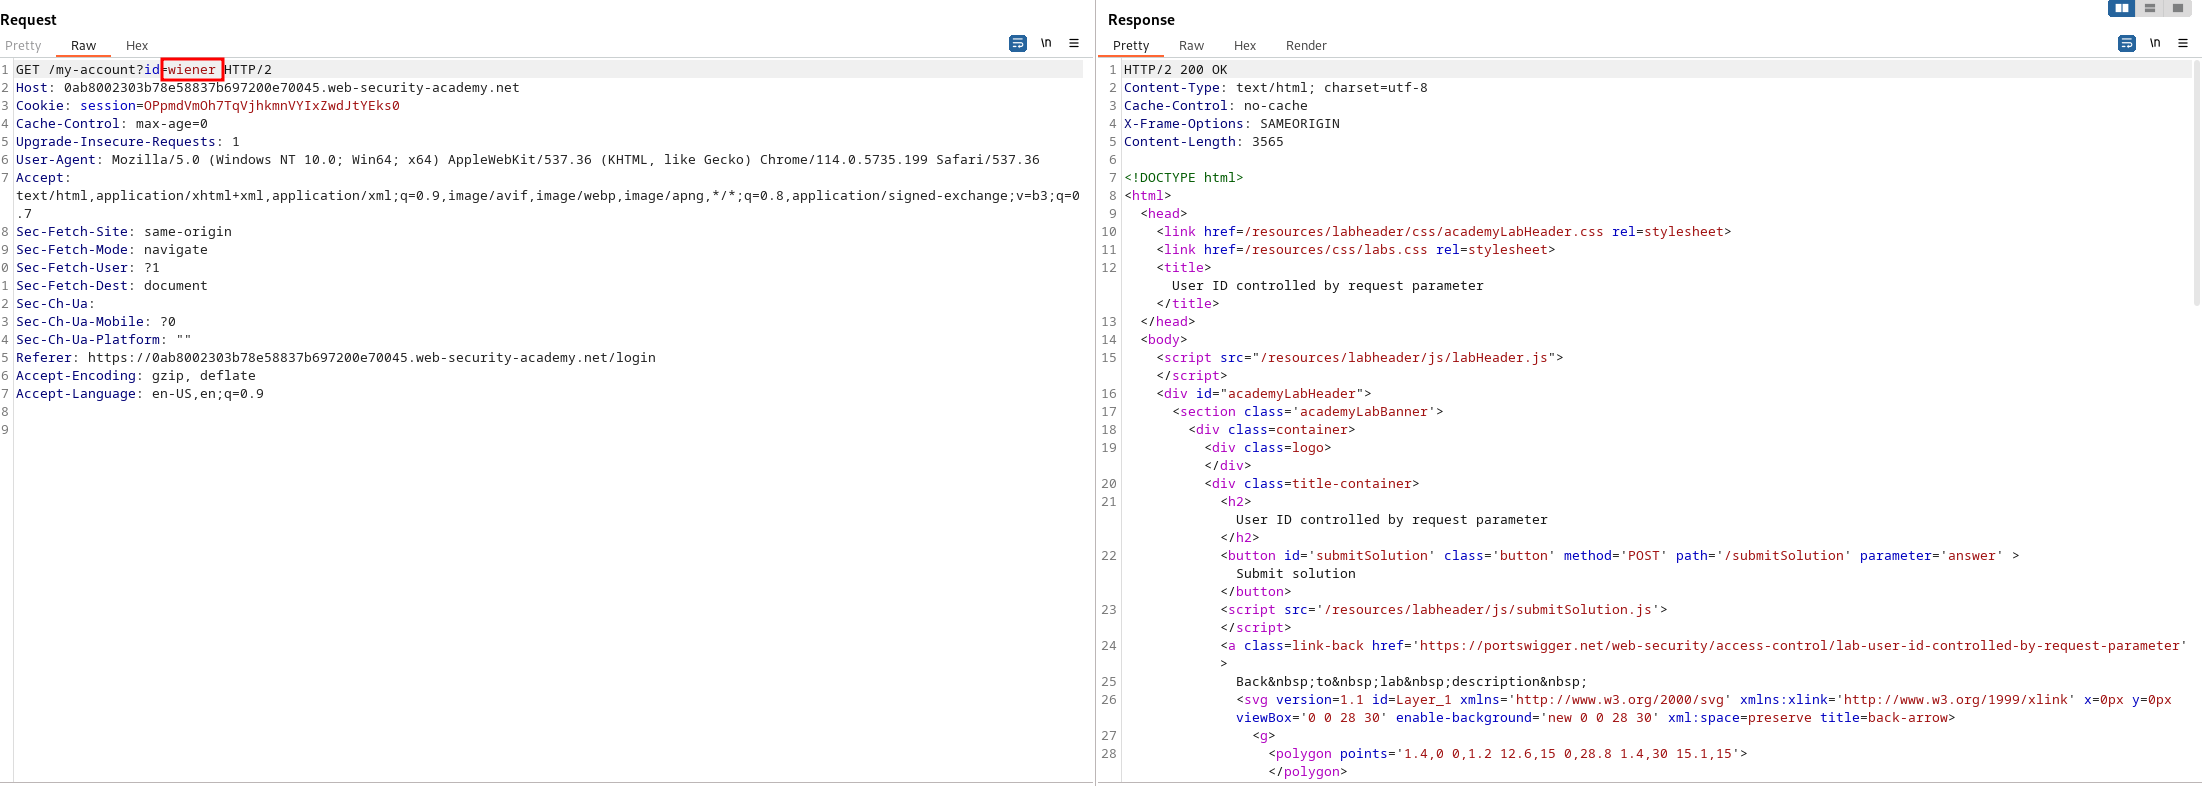 Request
Pretty Raw Hex
\n
1 GET /my-account?id=wiener HTTP/2
2 Host: 0ab8002303b78e58837b697200e70045.web-security-academy.net
3 Cookie: session=OPpmdVmOh7TqVjhkmnVYIxZwdJtYEks0
4 Cache-Control: max-age=0
5 Upgrade-Insecure-Requests: 1
6 User-Agent: Mozilla/5.0 (Windows NT 10.0; Win64; x64) AppleWebKit/537.36 (KHTML, like Gecko) Chrome/114.0.5735.199 Safari/537.36
7 Accept:
text/html,application/xhtml+xml,application/xml;q=0.9,image/avif,image/webp,image/apng,*/*;q=0.8,application/signed-exchange;v=b3;q=0
.7
8 Sec-Fetch-Site: same-origin
9 Sec-Fetch-Mode: navigate
0 Sec-Fetch-User: ?1
1 Sec-Fetch-Dest: document
2 Sec-Ch-Ua:
3 Sec-Ch-Ua-Mobile: ?0
4 Sec-Ch-Ua-Platform: ""
5 Referer: https://0ab8002303b78e58837b697200e70045.web-security-academy.net/login
6 Accept-Encoding: gzip, deflate
7 Accept-Language: en-US,en;q=0.9
8
9
Response
Pretty Raw Hex Render
\n
1 HTTP/2 200 OK
2 Content-Type: text/html; charset=utf-8
3 Cache-Control: no-cache
4 X-Frame-Options: SAMEORIGIN
5 Content-Length: 3565
6
7 <!DOCTYPE html>
8 <html>
9 <head>
10 <link href=/resources/labheader/css/academyLabHeader.css rel=stylesheet>
11 <link href=/resources/css/labs.css rel=stylesheet>
12 <title>
User ID controlled by request parameter
</title>
13 </head>
14 <body>
15 <script src="/resources/labheader/js/labHeader.js">
</script>
16 <div id="academyLabHeader">
17 <section class='academyLabBanner'>
18 <div class=container>
19 <div class=logo>
</div>
20 <div class=title-container>
21 <h2>
User ID controlled by request parameter
</h2>
22 <button id='submitSolution' class='button' method='POST' path='/submitSolution' parameter='answer' >
Submit solution
</button>
23 <script src='/resources/labheader/js/submitSolution.js'>
</script>
24 <a class=link-back href='https://portswigger.net/web-security/access-control/lab-user-id-controlled-by-request-parameter'
>
25 Back&nbsp;to&nbsp;lab&nbsp;description&nbsp;
26 <svg version=1.1 id=Layer_1 xmlns='http://www.w3.org/2000/svg' xmlns:xlink='http://www.w3.org/1999/xlink' x=0px y=0px
viewBox='0 0 28 30' enable-background='new 0 0 28 30' xml:space=preserve title=back-arrow>
27 <g>
28 <polygon points='1.4,0 0,1.2 12.6,15 0,28.8 1.4,30 15.1,15'>
</polygon>